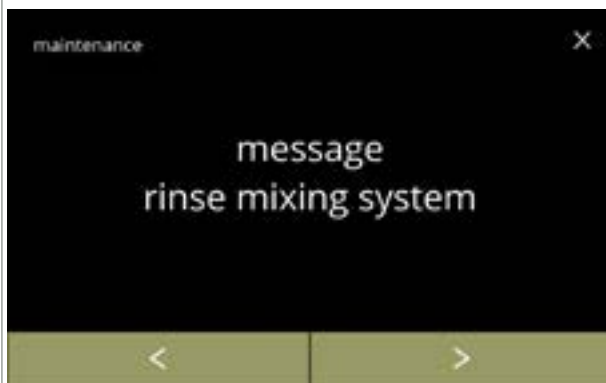 maintenance
X
message
rinse mixing system
< >